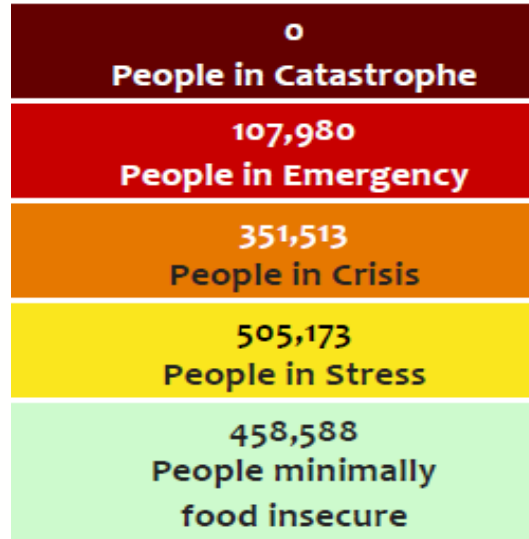 0
People in Catastrophe
107,980
People in Emergency
351,513
People in Crisis
505,173
People in Stress
458,588
People minimally
food insecure